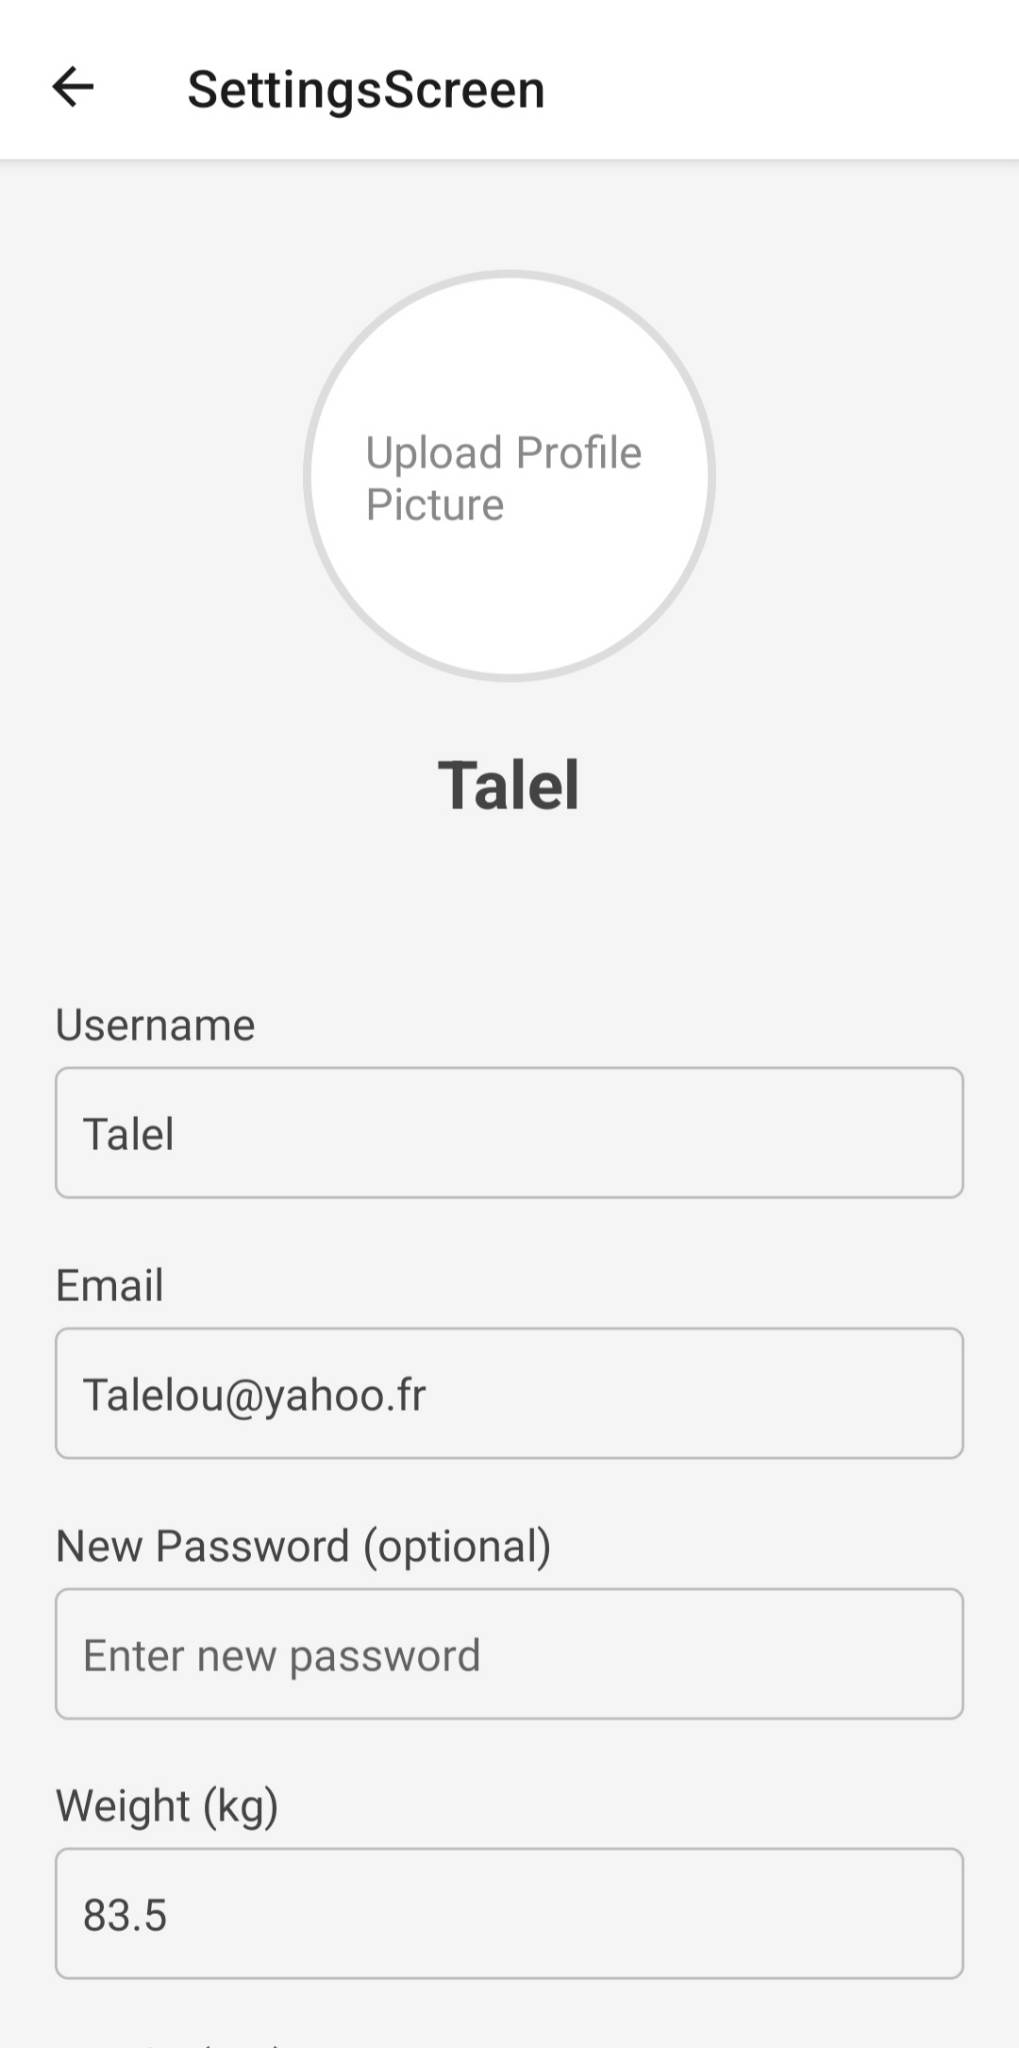 SettingsScreen
Upload Profile
Picture
Talel
Username
Talel
Email
Talelou@yahoo.fr
New Password (optional)
Enter new password
Weight (kg)
83.5